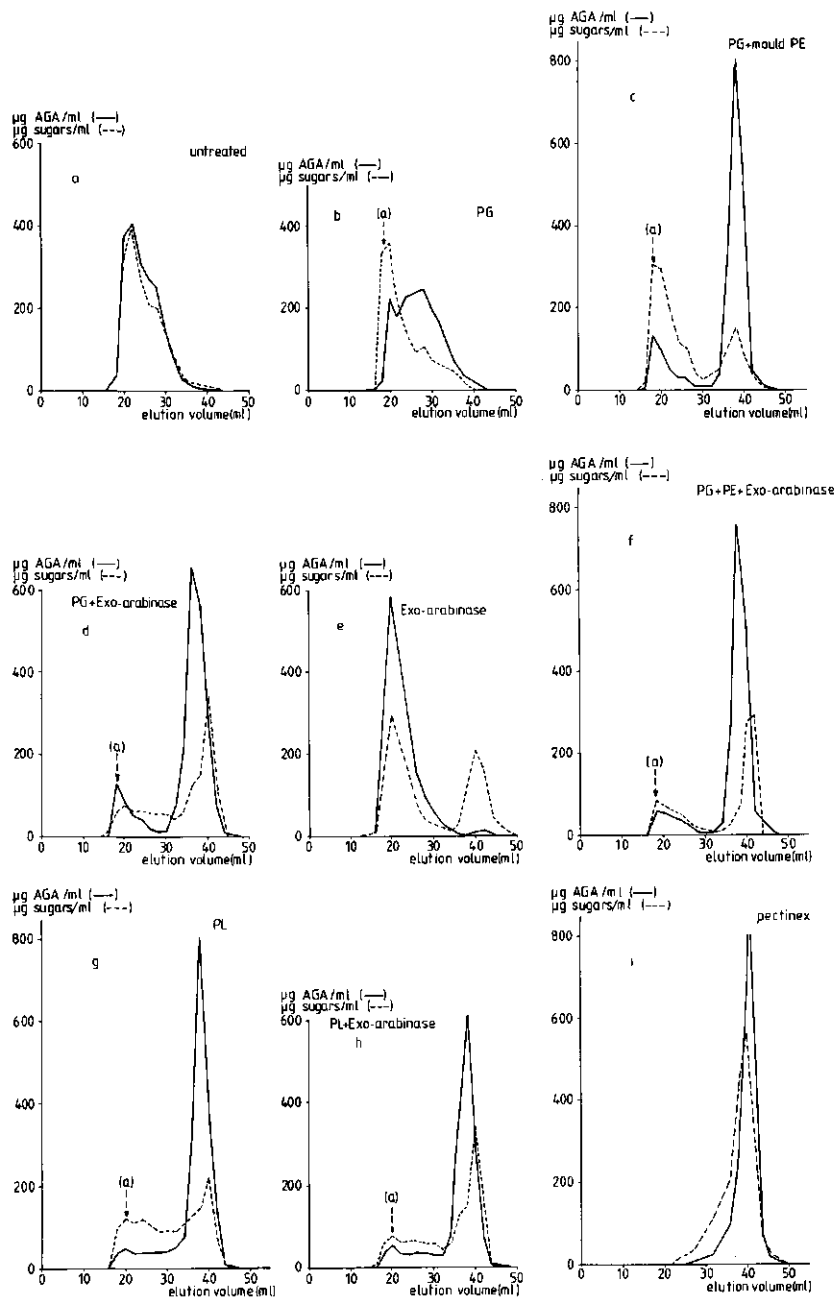 μg AGA/ml (—)
μg sugars/ml (---)
untreated
a
600
400
200
0
0 10 20 30 40 50
elution volume(ml)
μg AGA/ml (—)
μg sugars/ml (---)
(a)
b
PG
400
200
0
0 10 20 30 40 50
elution volume(ml)
μg AGA/ml (—)
μg sugars/ml (---)
PG+mould PE
c
800
600
400
(a)
200
0
0 10 20 30 40 50
elution volume(ml)
μg AGA/ml (—)
μg sugars/ml (---)
PG+Exo-arabinase
d
600
400
(a)
200
0
0 10 20 30 40 50
elution volume(ml)
μg AGA/ml (—)
μg sugars/ml (---)
Exo-arabinase
e
600
400
200
0
0 10 20 30 40 50
elution volume(ml)
μg AGA/ml (—)
μg sugars/ml (---)
PG+PE+Exo-arabinase
f
800
600
400
(a)
200
0
0 10 20 30 40 50
elution volume(ml)
μg AGA/ml (—)
μg sugars/ml (---)
PL
g
800
600
400
(a)
200
0
0 10 20 30 40 50
elution volume(ml)
μg AGA/ml (—)
μg sugars/ml (---)
PL+Exo-arabinase
h
600
400
(a)
200
0
0 10 20 30 40 50
elution volume(ml)
μg AGA/ml (—)
μg sugars/ml (---)
pectinex
i
800
600
400
200
0
0 10 20 30 40 50
elution volume(ml)